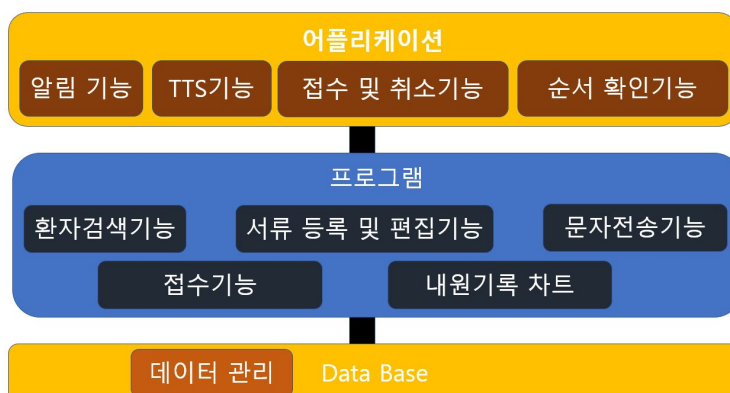 어플리케이션
알림 기능 TTS기능 접수 및 취소기능 순서 확인기능
프로그램
환자검색기능 서류 등록 및 편집기능 문자전송기능
접수기능 내원기록 차트
데이터 관리 Data Base